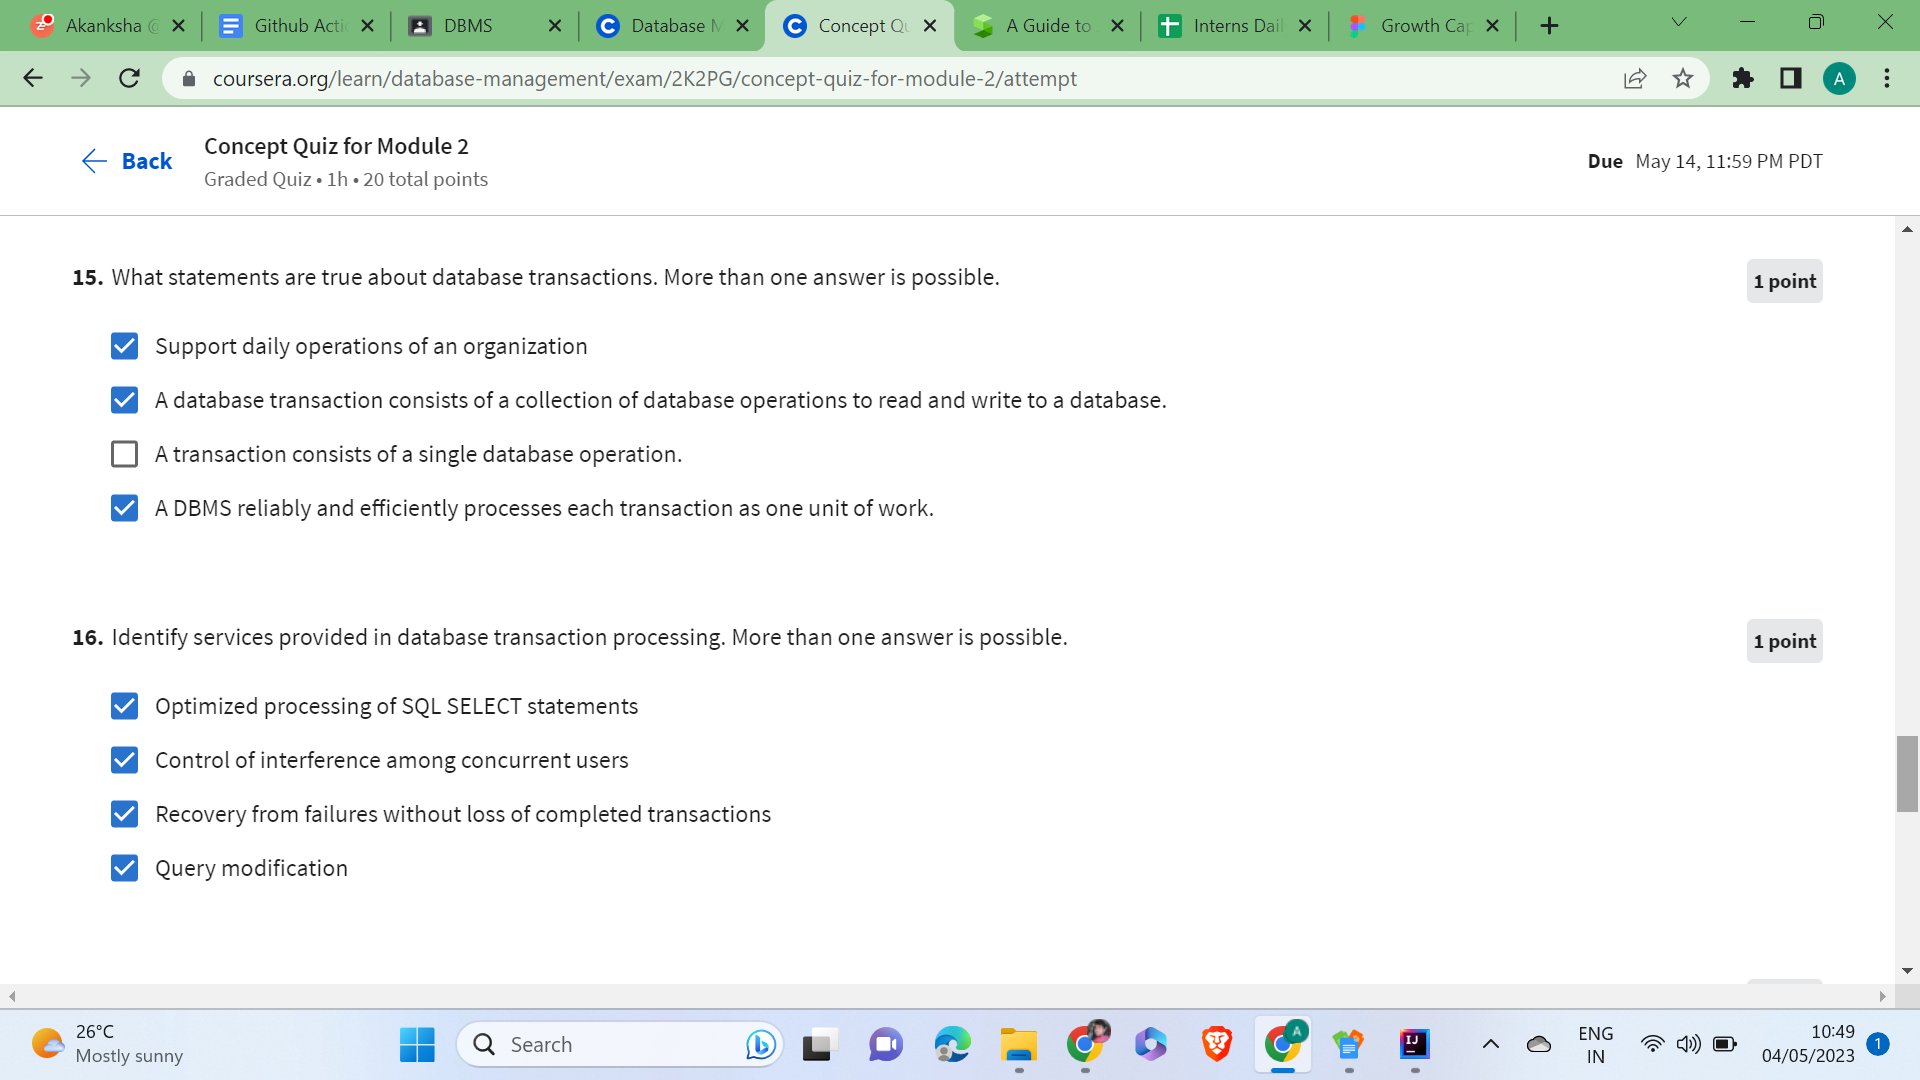 Akanksha @
Github Acti
DBMS
Database M
Concept Qu
A Guide to
Interns Dail
Growth Cap
coursera.org/learn/database-management/exam/2K2PG/concept-quiz-for-module-2/attempt
A
Back
Concept Quiz for Module 2
Graded Quiz • 1h • 20 total points
Due May 14, 11:59 PM PDT
15. What statements are true about database transactions. More than one answer is possible.
1 point
Support daily operations of an organization
A database transaction consists of a collection of database operations to read and write to a database.
A transaction consists of a single database operation.
A DBMS reliably and efficiently processes each transaction as one unit of work.
16. Identify services provided in database transaction processing. More than one answer is possible.
1 point
Optimized processing of SQL SELECT statements
Control of interference among concurrent users
Recovery from failures without loss of completed transactions
Query modification
26°C
Mostly sunny
Search
A
IJ
ENG
IN
10:49
04/05/2023
1